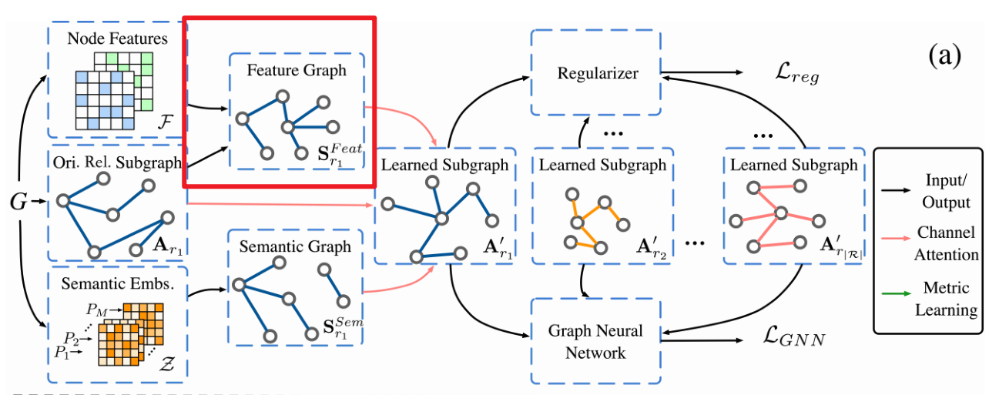 (a)
Node Features
𝓕
Feature Graph
S_{r_1}^{Feat}
Regularizer
ℒ_{reg}
G
Ori. Rel. Subgraph
A_{r_1}
Learned Subgraph
A′_{r_1}
...
Learned Subgraph
A′_{r_2}
...
...
Learned Subgraph
A′_{r_{|ℛ|}}
Input/
Output
Channel
Attention
Metric
Learning
Semantic Graph
S_{r_1}^{Sem}
Semantic Embs.
P_M
P_2
P_1
𝒵
Graph Neural
Network
ℒ_{GNN}